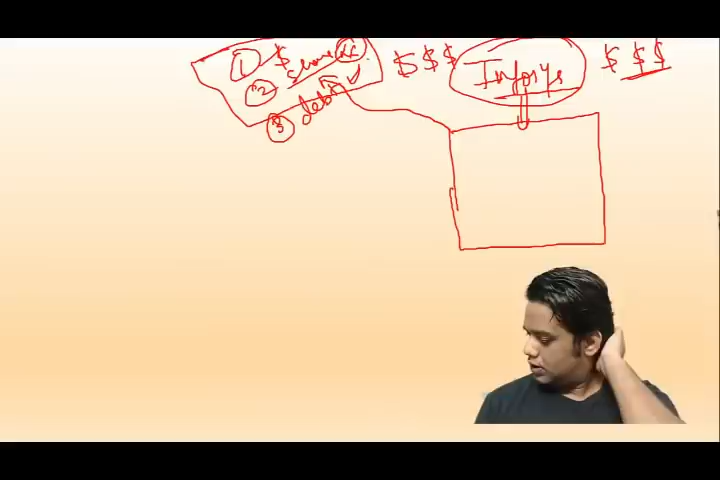 ① $ $$$ Infosys $ $$
② share
③ debt